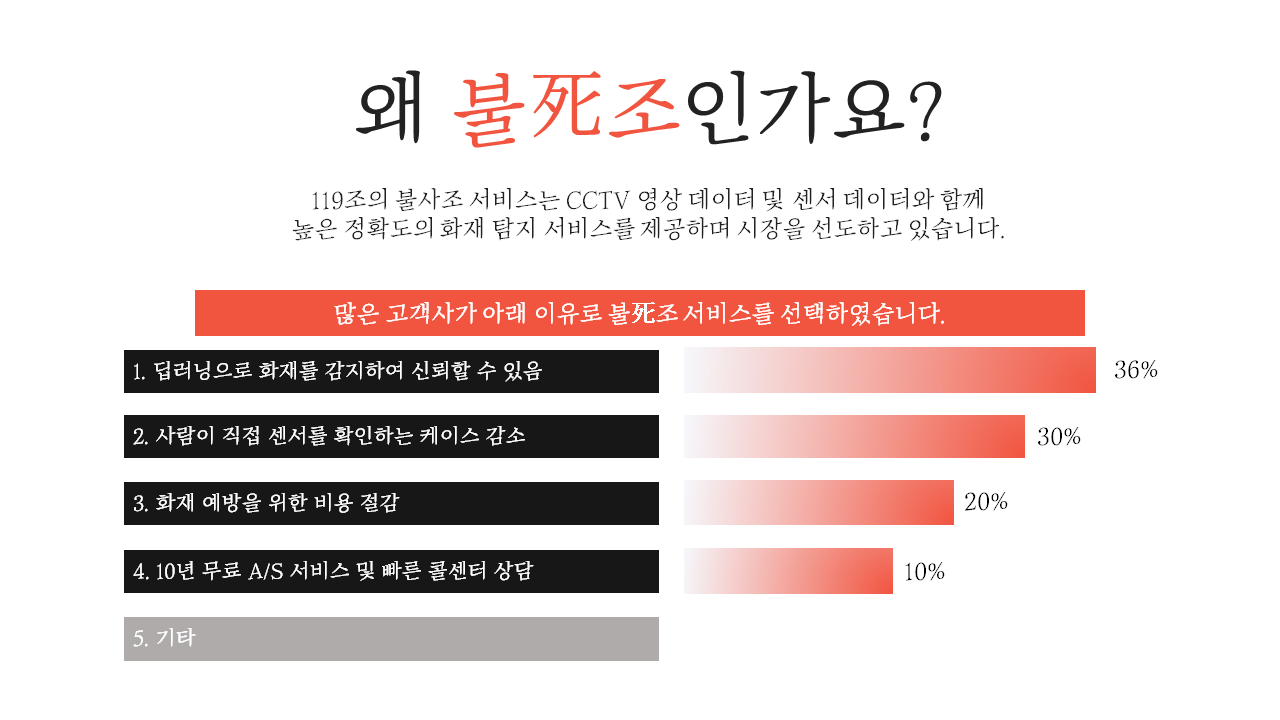 왜 불死조인가요?
119조의 불사조 서비스는 CCTV 영상 데이터 및 센서 데이터와 함께
높은 정확도의 화재 탐지 서비스를 제공하며 시장을 선도하고 있습니다.
많은 고객사가 아래 이유로 불死조 서비스를 선택하였습니다.
1. 딥러닝으로 화재를 감지하여 신뢰할 수 있음
36%
2. 사람이 직접 센서를 확인하는 케이스 감소
30%
3. 화재 예방을 위한 비용 절감
20%
4. 10년 무료 A/S 서비스 및 빠른 콜센터 상담
10%
5. 기타